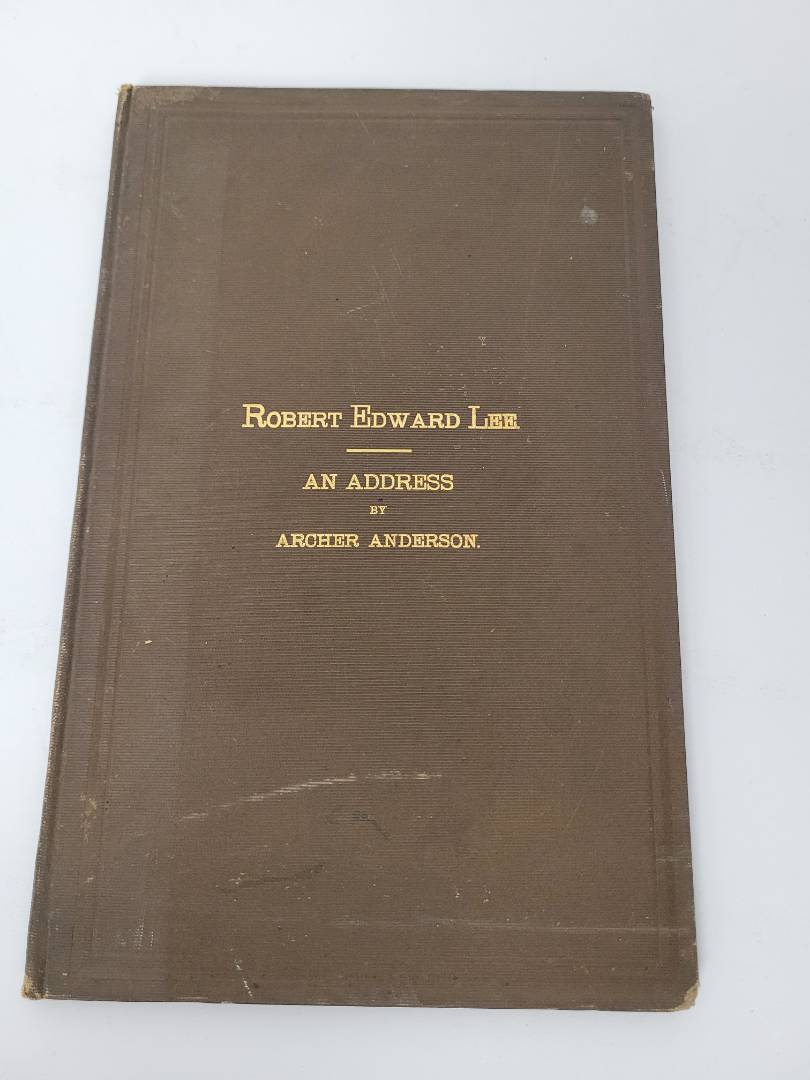 ROBERT EDWARD LEE.
AN ADDRESS
BY
ARCHER ANDERSON.